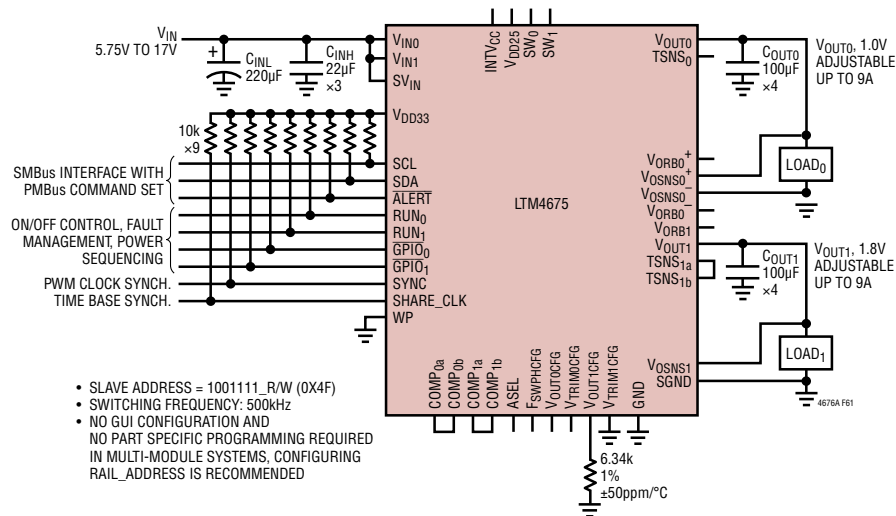 VIN
5.75V TO 17V
+
CINL
220µF
CINH
22µF
×3
10k
×9
SMBus INTERFACE WITH
PMBus COMMAND SET
ON/OFF CONTROL, FAULT
MANAGEMENT, POWER
SEQUENCING
PWM CLOCK SYNCH.
TIME BASE SYNCH.
VIN0
VIN1
SVIN
VDD33
SCL
SDA
ALERT
RUN0
RUN1
GPIO0
GPIO1
SYNC
SHARE_CLK
WP
INTVCC
VDD25
SW0
SW1
LTM4675
VOUT0
TSNS0
VORB0+
VOSNS0+
VOSNS0–
VORB0–
VORB1
VOUT1
TSNS1a
TSNS1b
VOSNS1
SGND
COMP0a
COMP0b
COMP1a
COMP1b
ASEL
FSWPHCFG
VOUT0CFG
VTRIM0CFG
VOUT1CFG
VTRIM1CFG
GND
COUT0
100µF
×4
VOUT0, 1.0V
ADJUSTABLE
UP TO 9A
LOAD0
COUT1
100µF
×4
VOUT1, 1.8V
ADJUSTABLE
UP TO 9A
LOAD1
4676A F61
6.34k
1%
±50ppm/°C
• SLAVE ADDRESS = 1001111_R/W (0X4F)
• SWITCHING FREQUENCY: 500kHz
• NO GUI CONFIGURATION AND
NO PART SPECIFIC PROGRAMMING REQUIRED
IN MULTI-MODULE SYSTEMS, CONFIGURING
RAIL_ADDRESS IS RECOMMENDED